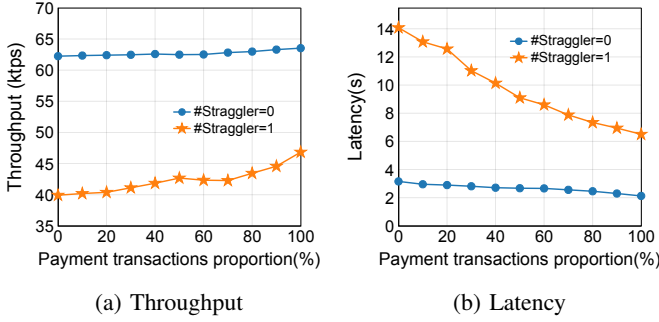 70
65
60
55
50
45
40
35
Throughput (ktps)
#Straggler=0
#Straggler=1
0 20 40 60 80 100
Payment transactions proportion(%)
(a) Throughput
14
12
10
8
6
4
2
0
Latency(s)
#Straggler=0
#Straggler=1
0 20 40 60 80 100
Payment transactions proportion(%)
(b) Latency